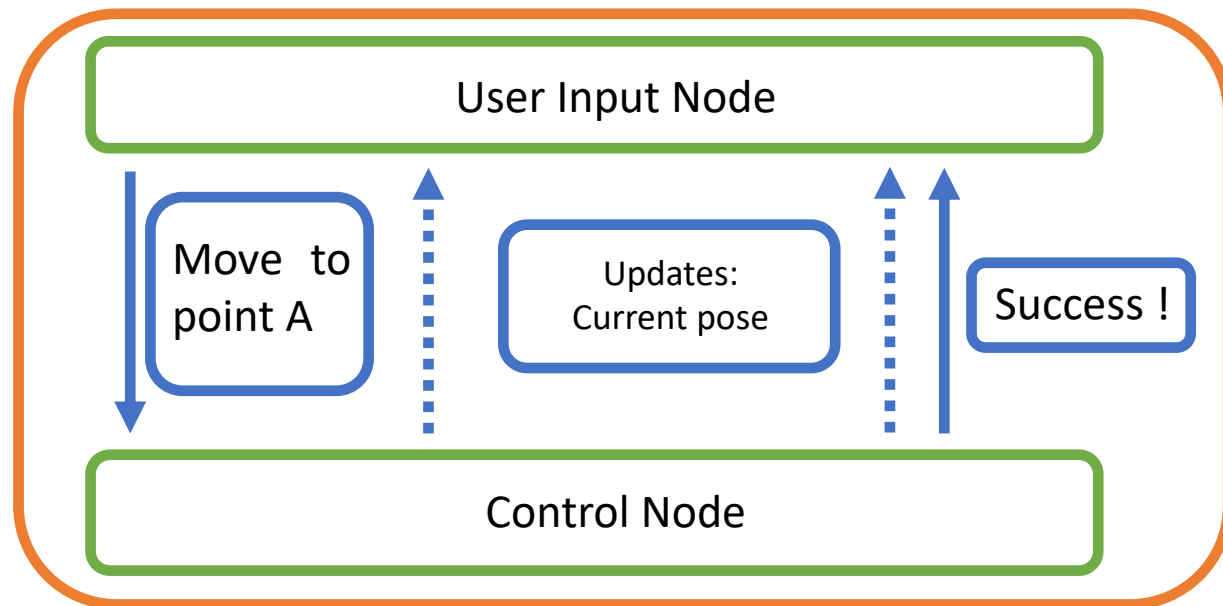 User Input Node
Move to
point A
Updates:
Current pose
Success !
Control Node